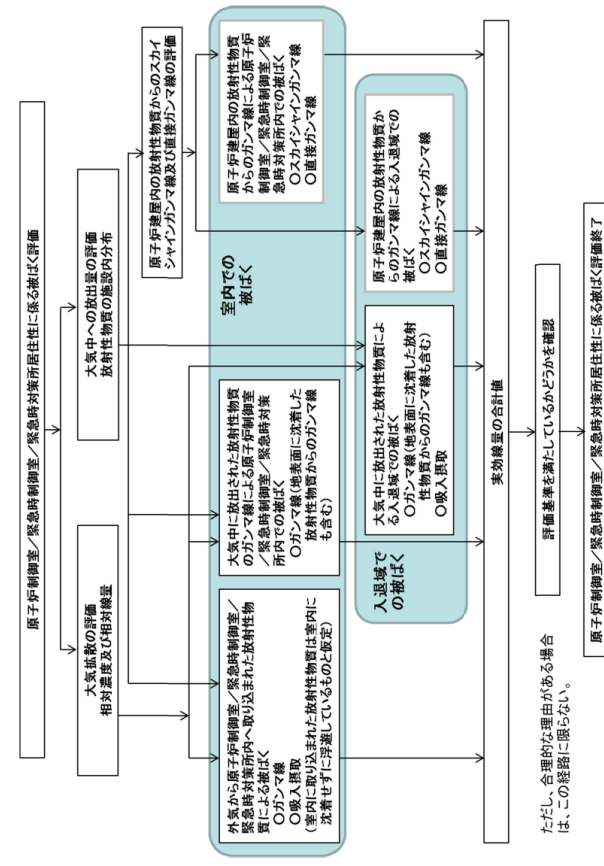 原子炉制御室／緊急時制御室／緊急時対策所居住性に係る被ばく評価
大気拡散の評価
相対濃度及び相対線量
大気中への放出量の評価
放射性物質の施設内分布
原子炉建屋内の放射性物質からのスカイ
シャインガンマ線及び直接ガンマ線の評価
室内での
被ばく
外気から原子炉制御室／緊急時制御室／
緊急時対策所内へ取り込まれた放射性物
質による被ばく
○ガンマ線
○吸入摂取
（室内に取り込まれた放射性物質は室内に
沈着せずに浮遊しているものと仮定）
大気中に放出された放射性物質
のガンマ線による原子炉制御室
／緊急時制御室／緊急時対策
所内での被ばく
○ガンマ線（地表面に沈着した
放射性物質からのガンマ線
も含む）
原子炉建屋内の放射性物質
からのガンマ線による原子炉
制御室／緊急時制御室／緊
急時対策所内での被ばく
○スカイシャインガンマ線
○直接ガンマ線
入退域で
の被ばく
大気中に放出された放射性物質によ
る入退域での被ばく
○ガンマ線（地表面に沈着した放射
性物質からのガンマ線も含む）
○吸入摂取
原子炉建屋内の放射性物質か
らのガンマ線による入退域での
被ばく
○スカイシャインガンマ線
○直接ガンマ線
実効線量の合計値
評価基準を満たしているかどうかを確認
ただし、合理的な理由がある場合
は、この経路に限らない。
原子炉制御室／緊急時制御室／緊急時対策所居住性に係る被ばく評価終了